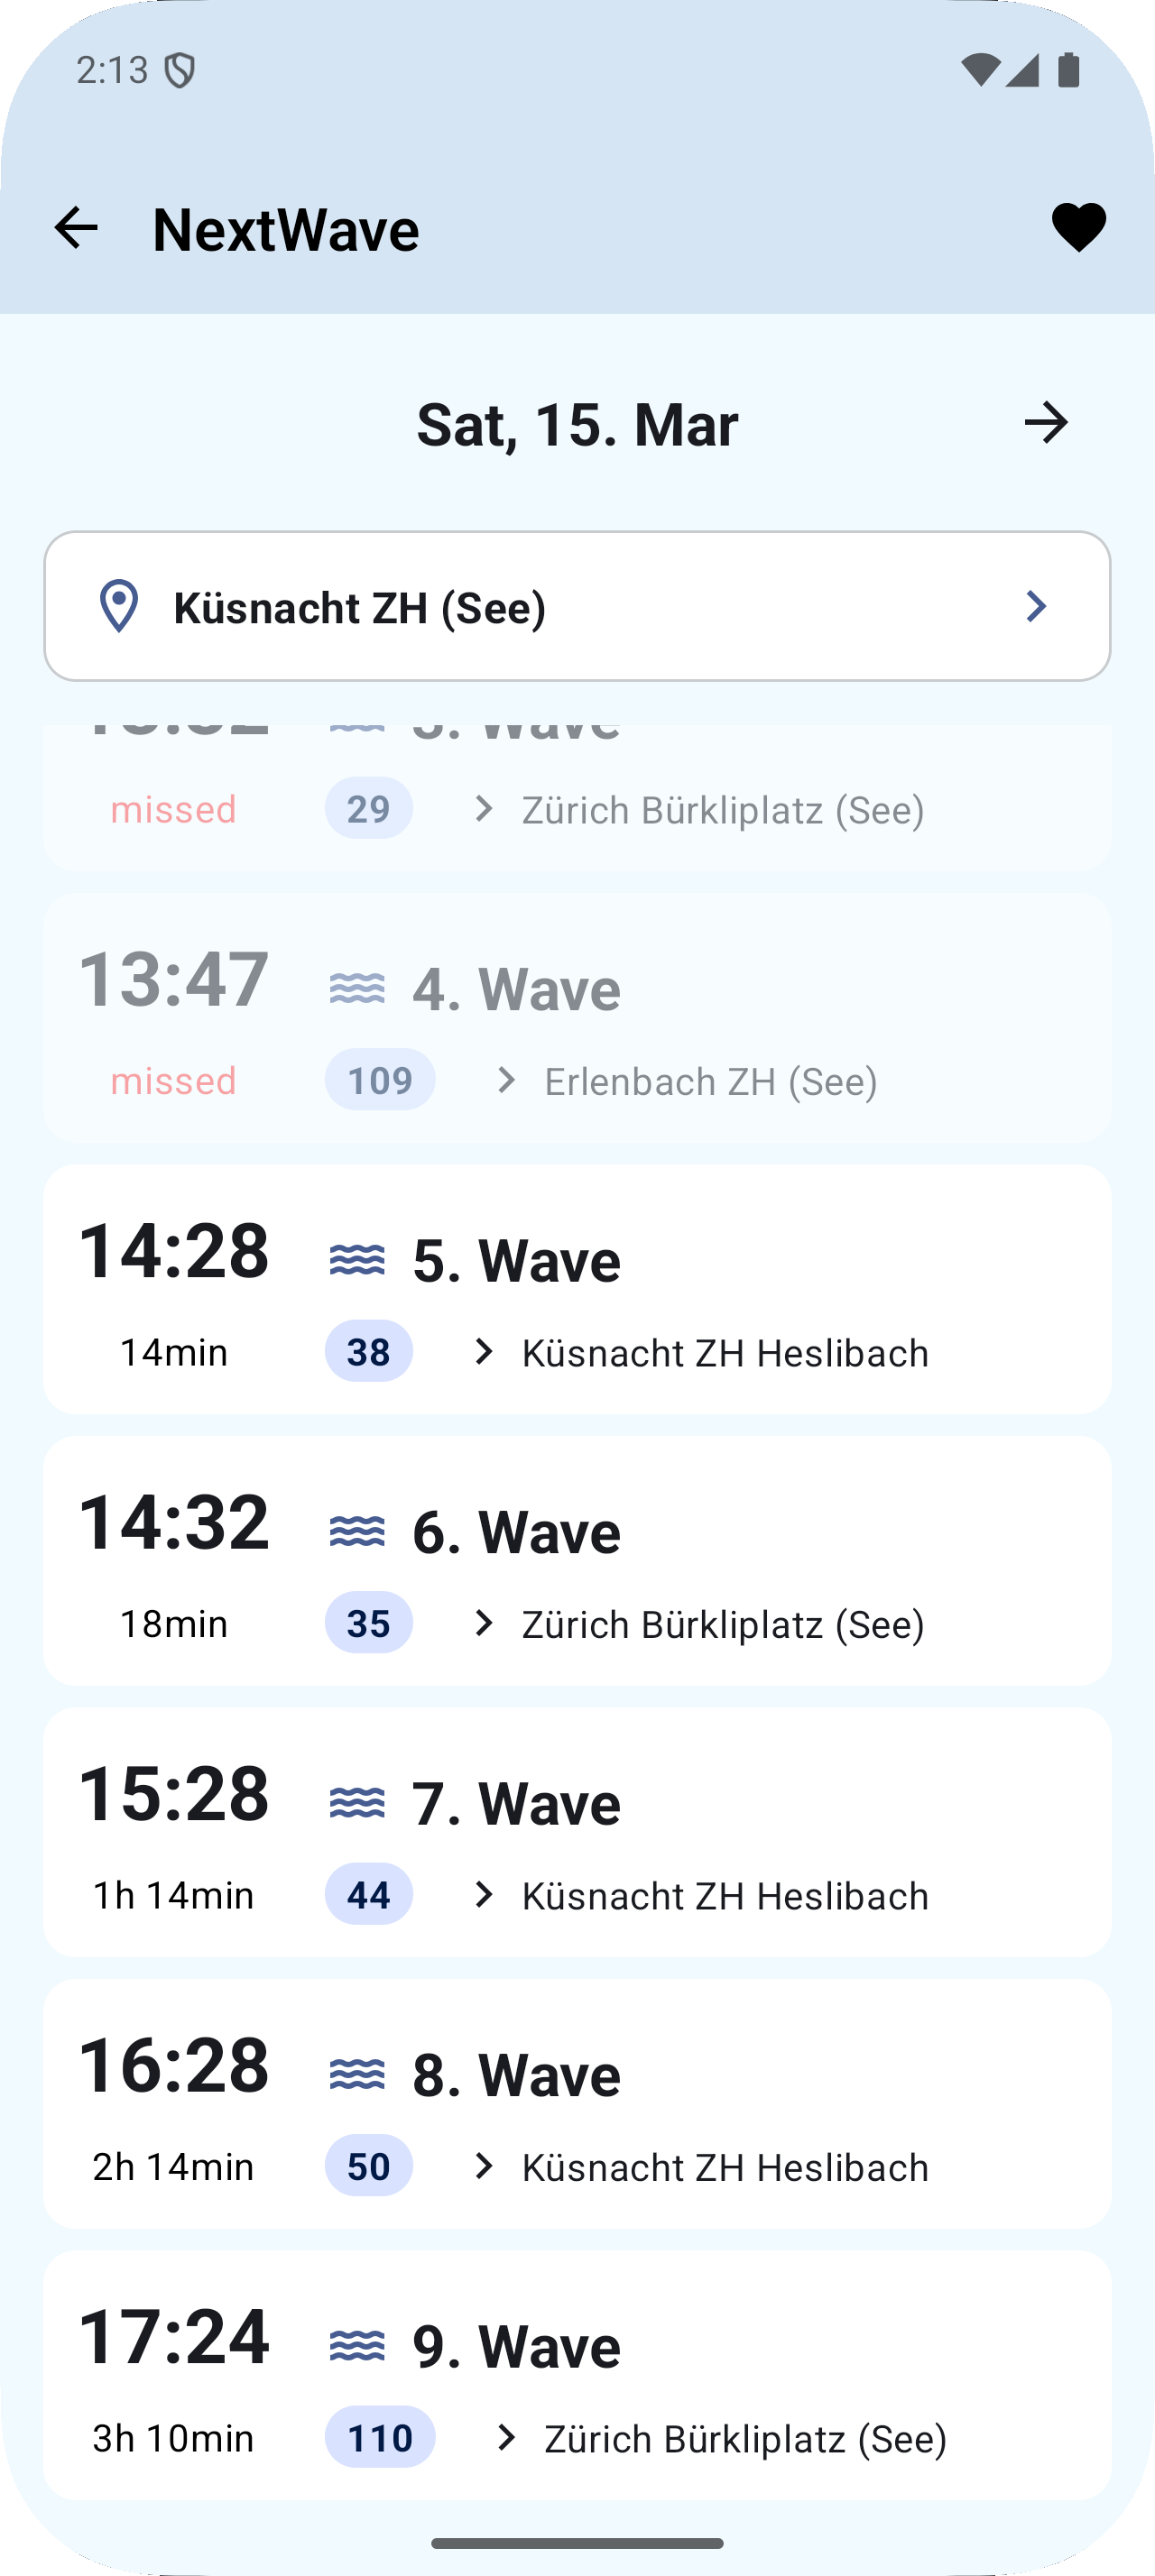 2:13
NextWave
Sat, 15. Mar
Küsnacht ZH (See)
3. Wave
missed 29 Zürich Bürkliplatz (See)
13:47 4. Wave
missed 109 Erlenbach ZH (See)
14:28 5. Wave
14min 38 Küsnacht ZH Heslibach
14:32 6. Wave
18min 35 Zürich Bürkliplatz (See)
15:28 7. Wave
1h 14min 44 Küsnacht ZH Heslibach
16:28 8. Wave
2h 14min 50 Küsnacht ZH Heslibach
17:24 9. Wave
3h 10min 110 Zürich Bürkliplatz (See)